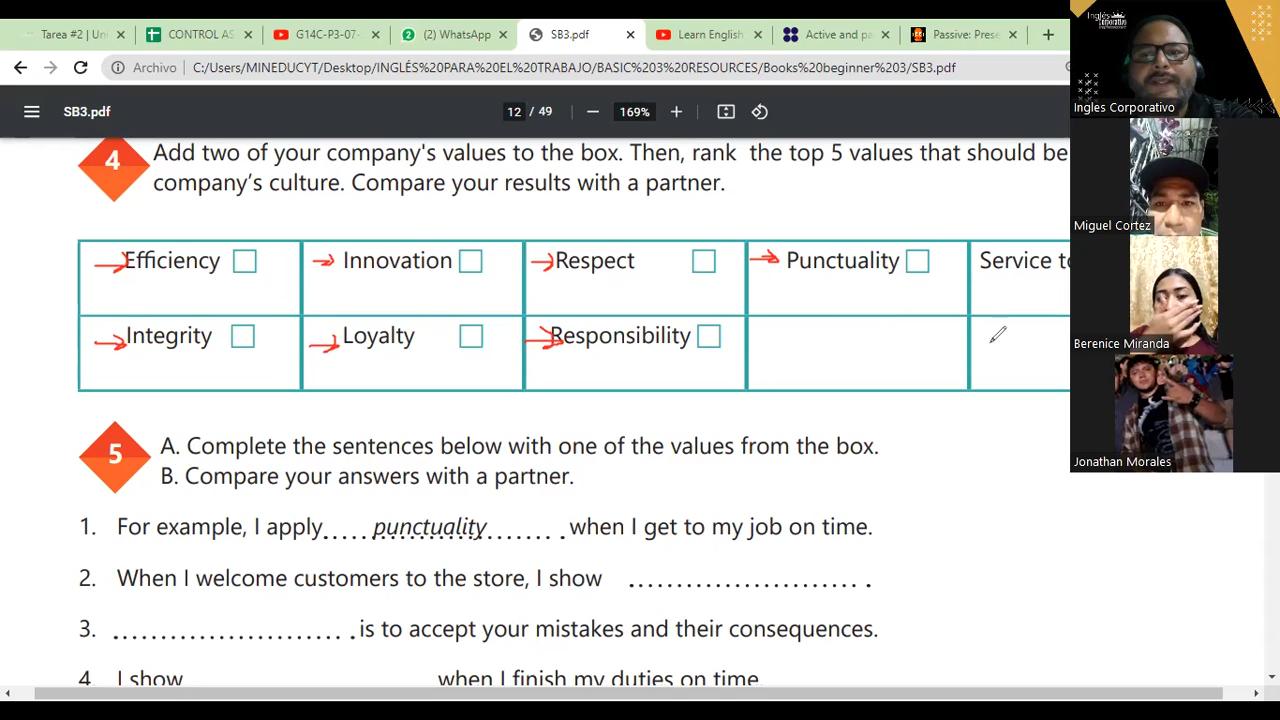 Tarea #2 | Un
CONTROL AS
G14C-P3-07-
(2) WhatsApp
SB3.pdf
Learn English
Active and pa
Passive: Prese
Archivo
C:/Users/MINEDUCYT/Desktop/INGLÉS%20PARA%20EL%20TRABAJO/BASIC%203%20RESOURCES/Books%20beginner%203/SB3.pdf
SB3.pdf
12 / 49
169%
4
Add two of your company's values to the box. Then, rank the top 5 values that should be
company's culture. Compare your results with a partner.
Efficiency
Innovation
Respect
Punctuality
Service to
Integrity
Loyalty
Responsibility
5
A. Complete the sentences below with one of the values from the box.
B. Compare your answers with a partner.
1. For example, I apply.....punctuality........when I get to my job on time.
2. When I welcome customers to the store, I show ........................
3. ........................is to accept your mistakes and their consequences.
4. I show when I finish my duties on time.
Inglés
Corporativo
Ingles Corporativo
Miguel Cortez
Berenice Miranda
Jonathan Morales